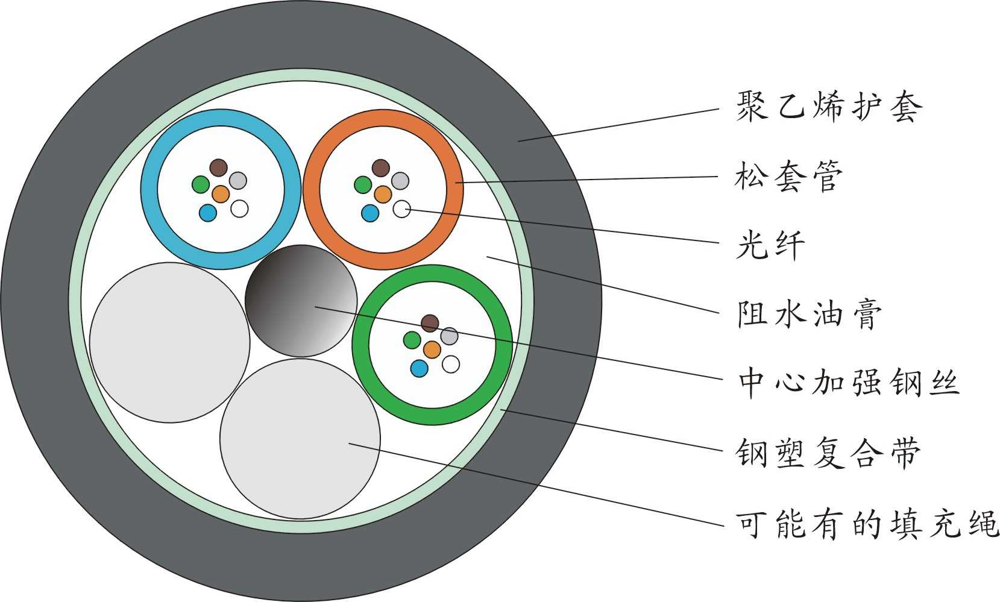 聚乙烯护套
松套管
光纤
阻水油膏
中心加强钢丝
钢塑复合带
可能有的填充绳